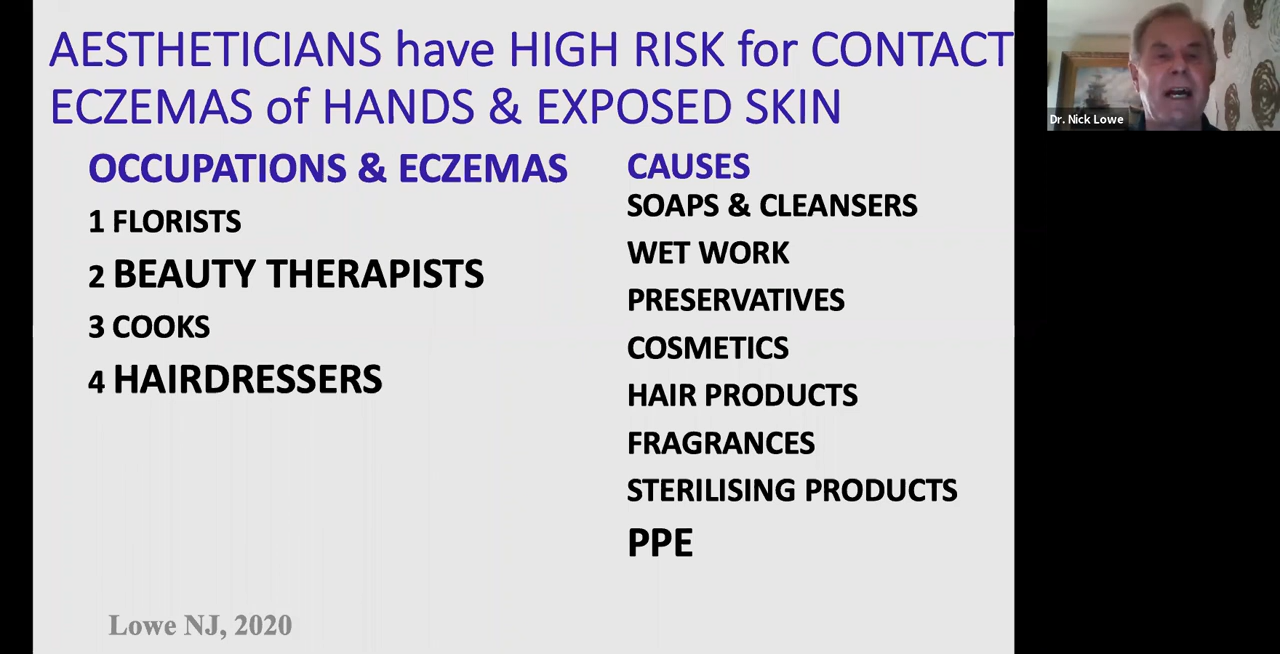 AESTHETICIANS have HIGH RISK for CONTACT
ECZEMAS of HANDS & EXPOSED SKIN
OCCUPATIONS & ECZEMAS
1 FLORISTS
2 BEAUTY THERAPISTS
3 COOKS
4 HAIRDRESSERS
CAUSES
SOAPS & CLEANSERS
WET WORK
PRESERVATIVES
COSMETICS
HAIR PRODUCTS
FRAGRANCES
STERILISING PRODUCTS
PPE
Lowe NJ, 2020
Dr. Nick Lowe